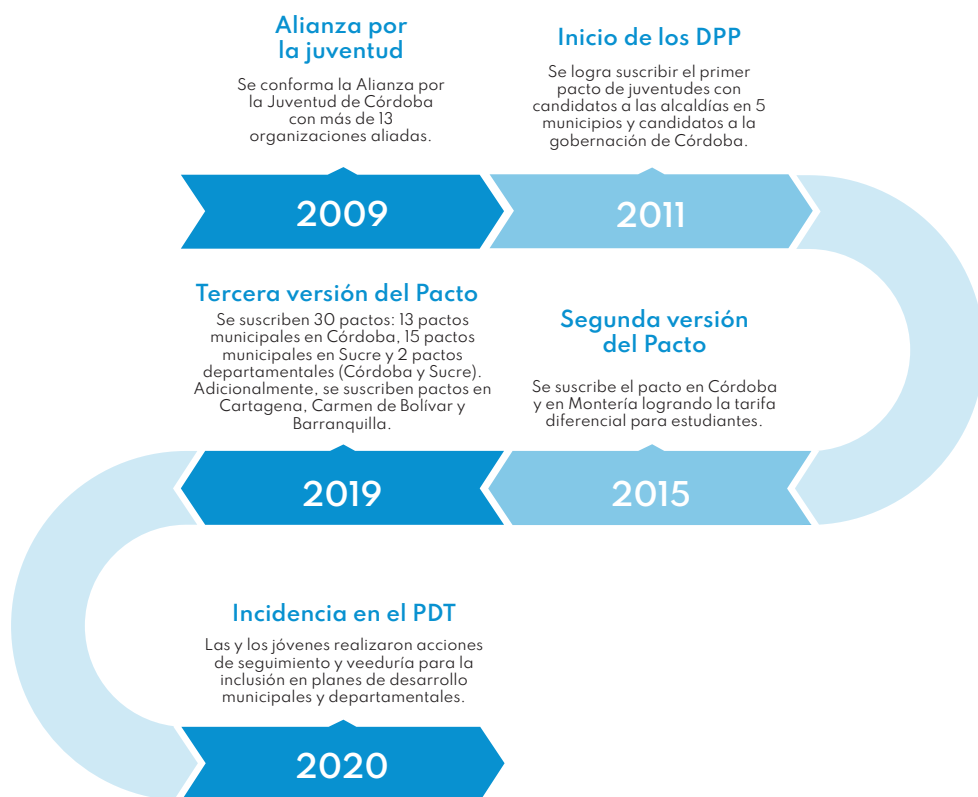 Alianza por
la juventud
Se conforma la Alianza por
la Juventud de Córdoba
con más de 13
organizaciones aliadas.
2009
Inicio de los DPP
Se logra suscribir el primer
pacto de juventudes con
candidatos a las alcaldías en 5
municipios y candidatos a la
gobernación de Córdoba.
2011
Segunda versión
del Pacto
Se suscribe el pacto en Córdoba
y en Montería logrando la tarifa
diferencial para estudiantes.
2015
Tercera versión del Pacto
Se suscriben 30 pactos: 13 pactos
municipales en Córdoba, 15 pactos
municipales en Sucre y 2 pactos
departamentales (Córdoba y Sucre).
Adicionalmente, se suscriben pactos en
Cartagena, Carmen de Bolívar y
Barranquilla.
2019
Incidencia en el PDT
Las y los jóvenes realizaron acciones
de seguimiento y veeduría para la
inclusión en planes de desarrollo
municipales y departamentales.
2020